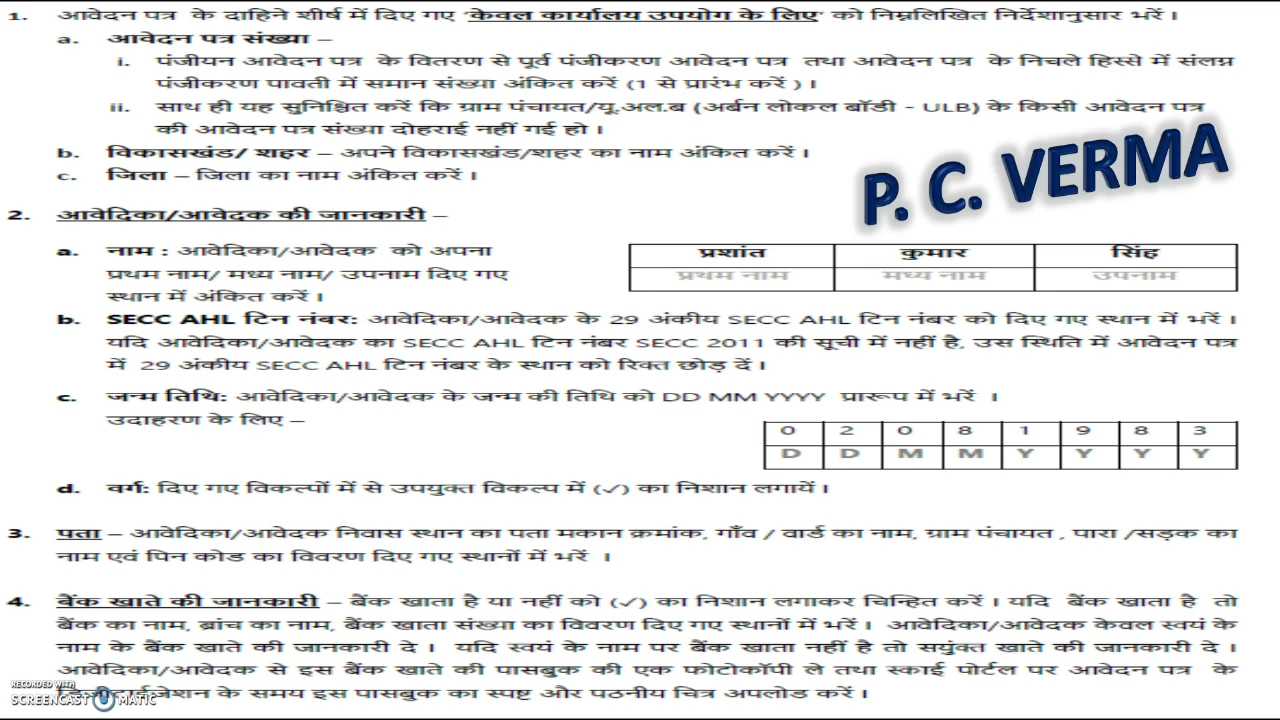 1. आवेदन पत्र के दाहिने शीर्ष में दिए गए 'केवल कार्यालय उपयोग के लिए' को निम्नलिखित निर्देशानुसार भरें ।
a. आवेदन पत्र संख्या –
i. पंजीयन आवेदन पत्र के वितरण से पूर्व पंजीकरण आवेदन पत्र तथा आवेदन पत्र के निचले हिस्से में संलग्न
पंजीकरण पावती में समान संख्या अंकित करें (1 से प्रारंभ करें ) ।
ii. साथ ही यह सुनिश्चित करें कि ग्राम पंचायत/यू.अल.ब (अर्बन लोकल बॉडी - ULB) के किसी आवेदन पत्र
की आवेदन पत्र संख्या दोहराई नहीं गई हो ।
b. विकासखंड/ शहर – अपने विकासखंड/शहर का नाम अंकित करें ।
c. जिला – जिला का नाम अंकित करें ।
P. C. VERMA
2. आवेदिका/आवेदक की जानकारी –
a. नाम : आवेदिका/आवेदक को अपना
प्रथम नाम/ मध्य नाम/ उपनाम दिए गए
स्थान में अंकित करें ।
प्रशांत कुमार सिंह
प्रथम नाम मध्य नाम उपनाम
b. SECC AHL टिन नंबर: आवेदिका/आवेदक के 29 अंकीय SECC AHL टिन नंबर को दिए गए स्थान में भरें ।
यदि आवेदिका/आवेदक का SECC AHL टिन नंबर SECC 2011 की सूची में नहीं है, उस स्थिति में आवेदन पत्र
में 29 अंकीय SECC AHL टिन नंबर के स्थान को रिक्त छोड़ दें ।
c. जन्म तिथि: आवेदिका/आवेदक के जन्म की तिथि को DD MM YYYY प्रारूप में भरें ।
उदाहरण के लिए –
0 2 0 8 1 9 8 3
D D M M Y Y Y Y
d. वर्ग: दिए गए विकल्पों में से उपयुक्त विकल्प में (✓) का निशान लगायें ।
3. पता – आवेदिका/आवेदक निवास स्थान का पता मकान क्रमांक, गाँव / वार्ड का नाम, ग्राम पंचायत , पारा /सड़क का
नाम एवं पिन कोड का विवरण दिए गए स्थानों में भरें ।
4. बैंक खाते की जानकारी – बैंक खाता है या नहीं को (✓) का निशान लगाकर चिन्हित करें । यदि बैंक खाता है तो
बैंक का नाम, ब्रांच का नाम, बैंक खाता संख्या का विवरण दिए गए स्थानों में भरें । आवेदिका/आवेदक केवल स्वयं के
नाम के बैंक खाते की जानकारी दे । यदि स्वयं के नाम पर बैंक खाता नहीं है तो सयुंक्त खाते की जानकारी दे ।
आवेदिका/आवेदक से इस बैंक खाते की पासबुक की एक फोटोकॉपी ले तथा स्काई पोर्टल पर आवेदन पत्र के
के समय इस पासबुक का स्पष्ट और पठनीय चित्र अपलोड करें ।
RECORDED WITH
SCREENCAST MATIC